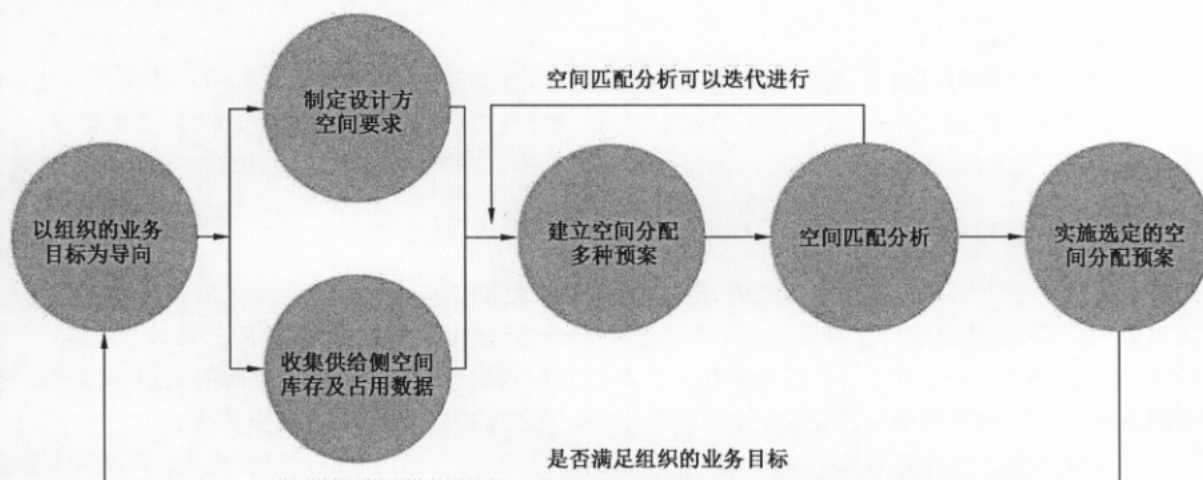 制定设计方
空间要求
空间匹配分析可以迭代进行
以组织的业务
目标为导向
建立空间分配
多种预案
空间匹配分析
实施选定的空
间分配预案
收集供给侧空间
库存及占用数据
是否满足组织的业务目标